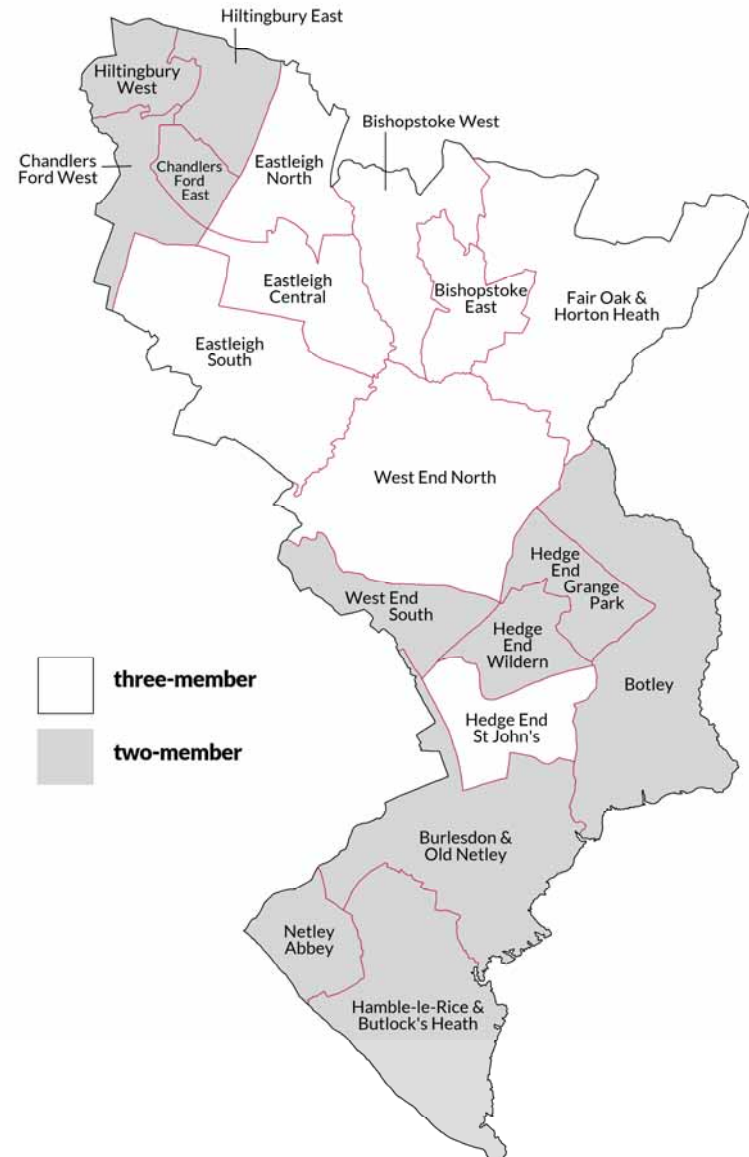 Hiltingbury East
Hiltingbury
West
Bishopstoke West
Chandlers
Ford West
Chandlers
Ford
East
Eastleigh
North
Eastleigh
Central
Bishopstoke
East
Fair Oak &
Horton Heath
Eastleigh
South
West End North
Hedge
End
Grange
Park
West End
South
Hedge
End
Wildern
Botley
three-member
two-member
Hedge End
St John's
Burlesdon &
Old Netley
Netley
Abbey
Hamble-le-Rice &
Butlock's Heath